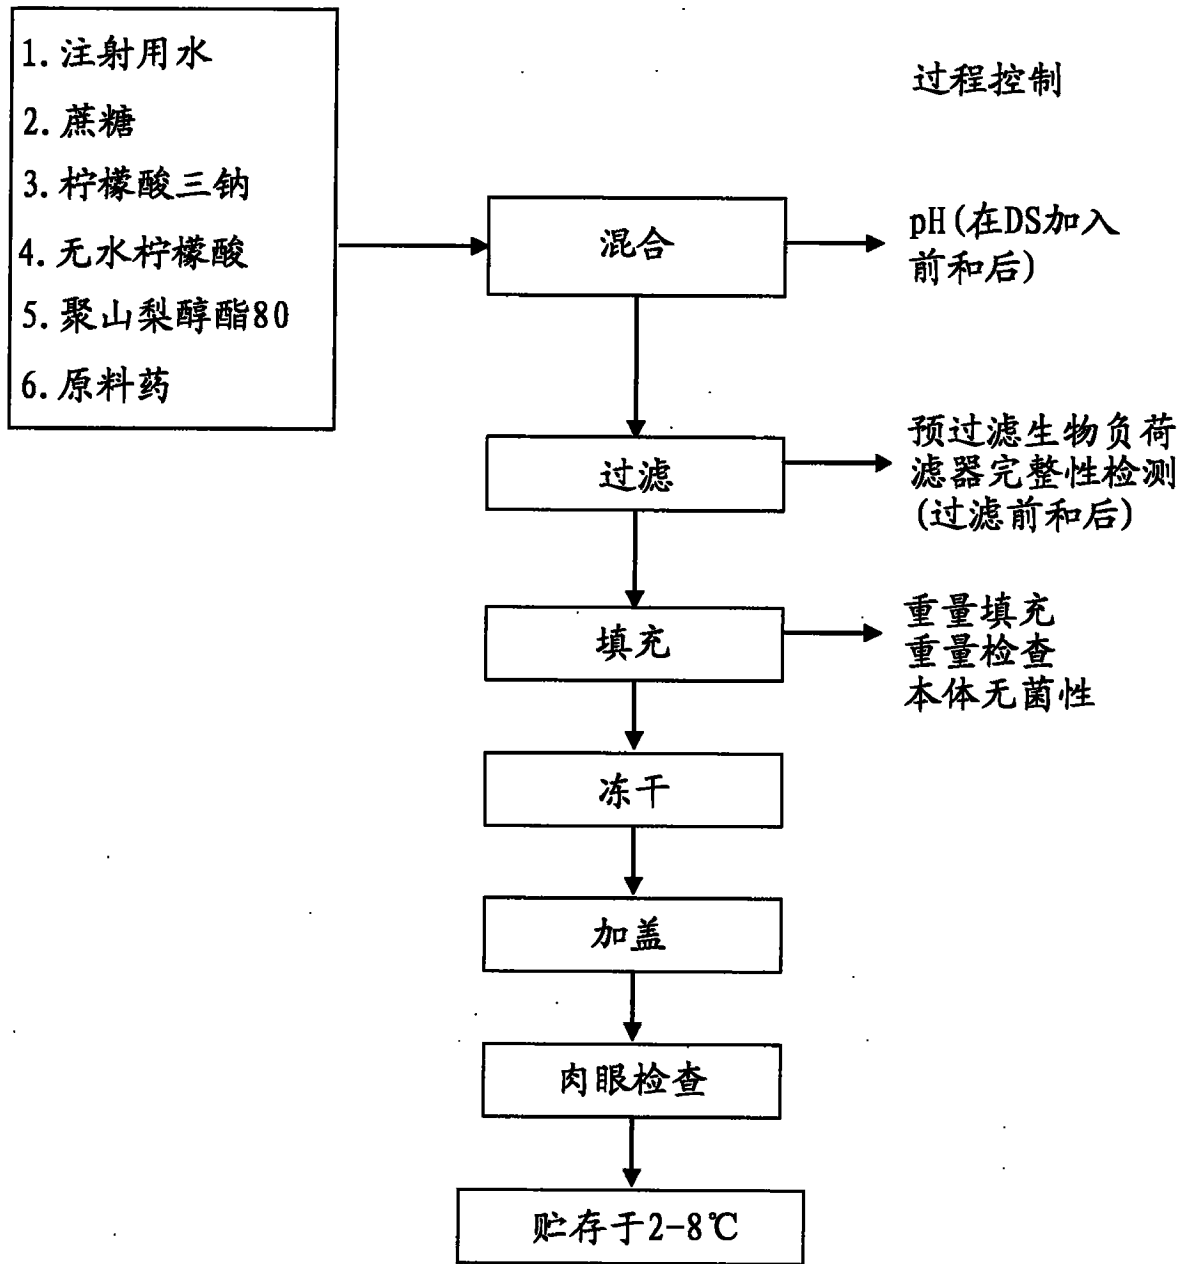 1. 注射用水
2. 蔗糖
3. 柠檬酸三钠
4. 无水柠檬酸
5. 聚山梨醇酯80
6. 原料药
过程控制
混合
pH(在DS加入
前和后)
过滤
预过滤生物负荷
滤器完整性检测
(过滤前和后)
填充
重量填充
重量检查
本体无菌性
冻干
加盖
肉眼检查
贮存于2-8℃